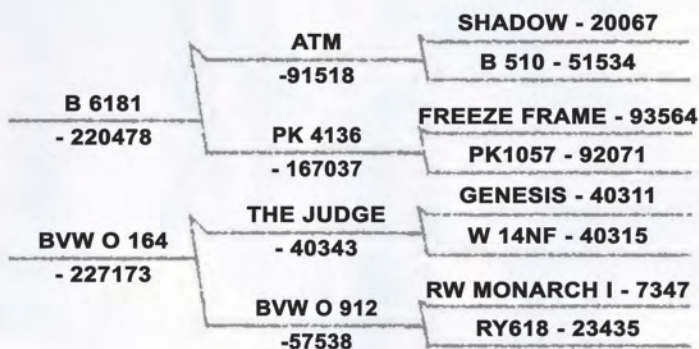 SHADOW - 20067
ATM
-91518
B 510 - 51534
B 6181
- 220478
FREEZE FRAME - 93564
PK 4136
- 167037
PK1057 - 92071
GENESIS - 40311
THE JUDGE
- 40343
W 14NF - 40315
BVW O 164
- 227173
RW MONARCH I - 7347
BVW O 912
-57538
RY618 - 23435